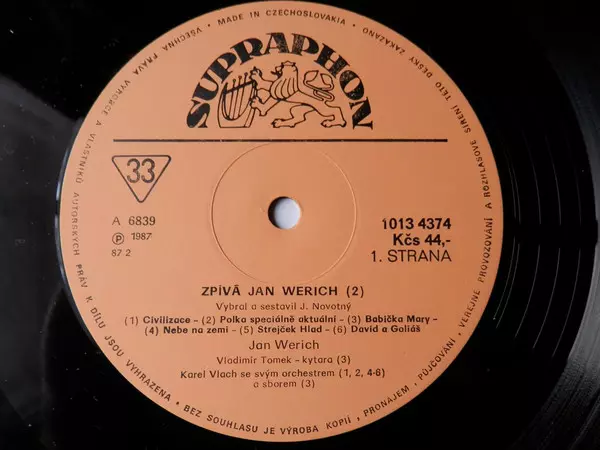 MADE IN CZECHOSLOVAKIA • VŠECHNA PRÁVA VÝROBCE A VLASTNÍKŮ AUTORSKÝCH PRÁV K DÍLU JSOU VYHRAZENA • BEZ SOUHLASU JE VÝROBA KOPIÍ, PRONÁJEM, PŮJČOVÁNÍ, VEŘEJNÉ PROVOZOVÁNÍ A ROZHLASOVÉ ŠÍŘENÍ TÉTO DESKY ZAKÁZÁNO •
SUPRAPHON
33
A 6839
Ⓟ 1987
87 2
1013 4374
Kčs 44,-
1. STRANA
ZPÍVÁ JAN WERICH (2)
Vybral a sestavil J. Novotný
(1) Civilizace – (2) Polka speciálně aktuální – (3) Babička Mary –
(4) Nebe na zemi – (5) Strejček Hlad – (6) David a Goliáš
Jan Werich
Vladimír Tomek – kytara (3)
Karel Vlach se svým orchestrem (1, 2, 4-6)
a sborem (3)